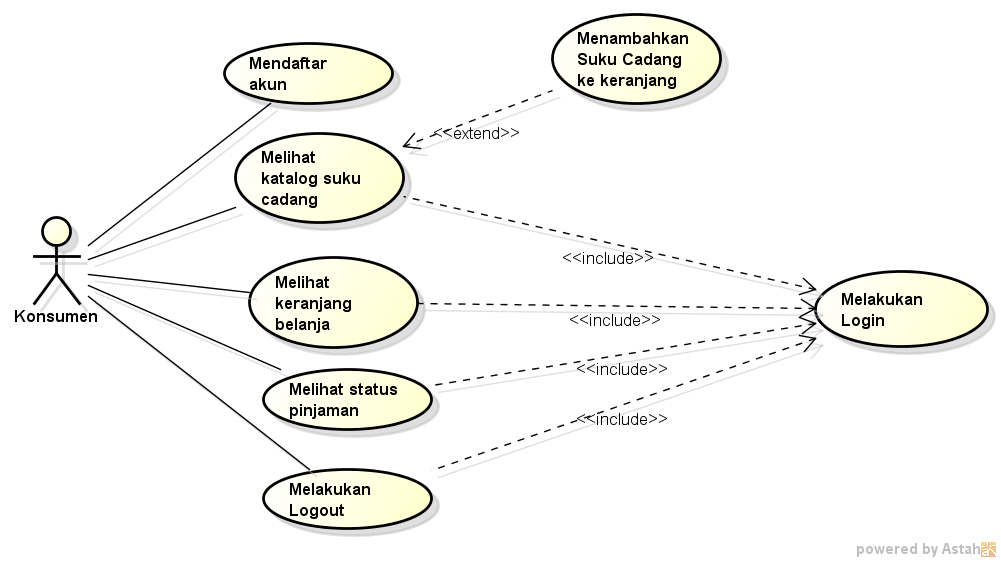 Menambahkan
Suku Cadang
ke keranjang
Mendaftar
akun
<<extend>>
Melihat
katalog suku
cadang
<<include>>
Konsumen
Melihat
keranjang
belanja
<<include>>
Melakukan
Login
<<include>>
Melihat status
pinjaman
<<include>>
Melakukan
Logout
powered by Astah